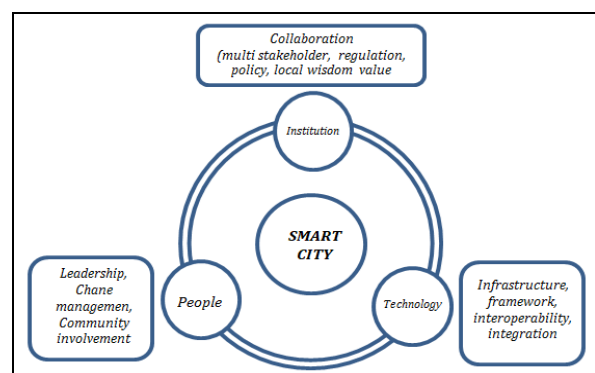 Collaboration
(multi stakeholder, regulation,
policy, local wisdom value
Institution
SMART
CITY
Leadership,
Chane
managemen,
Community
involvement
People
Technology
Infrastructure,
framework,
interoperability,
integration